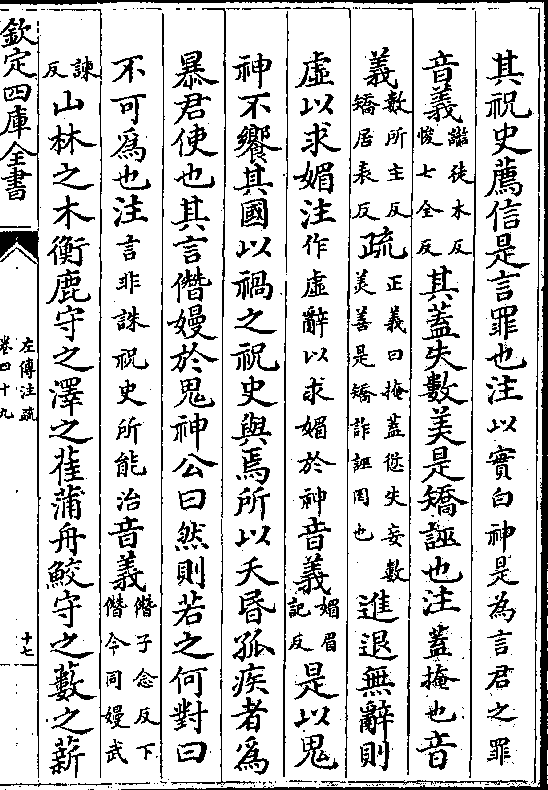 其祝史薦信是言罪也注以實白神是為言君之罪
音義讟徒木反悛七全反其蓋失數美是矯誣也注蓋掩也音
義數所主反矯居表反疏正義曰掩蓋愆失妄數美善是矯詐誣罔也進退無辭則
虛以求媚注作虛辭以求媚於神音義媚眉記反是以鬼
神不饗其國以禍之祝史與焉所以夭昏孤疾者為
暴君使也其言僭嫚於鬼神公曰然則若之何對曰
不可爲也注言非誅祝史所能治音義僭子念反下僭令同嫚武
諫反山林之木衡鹿守之澤之萑蒲舟鮫守之藪之薪
欽定四庫全書
左傳注疏
卷四十九
十七